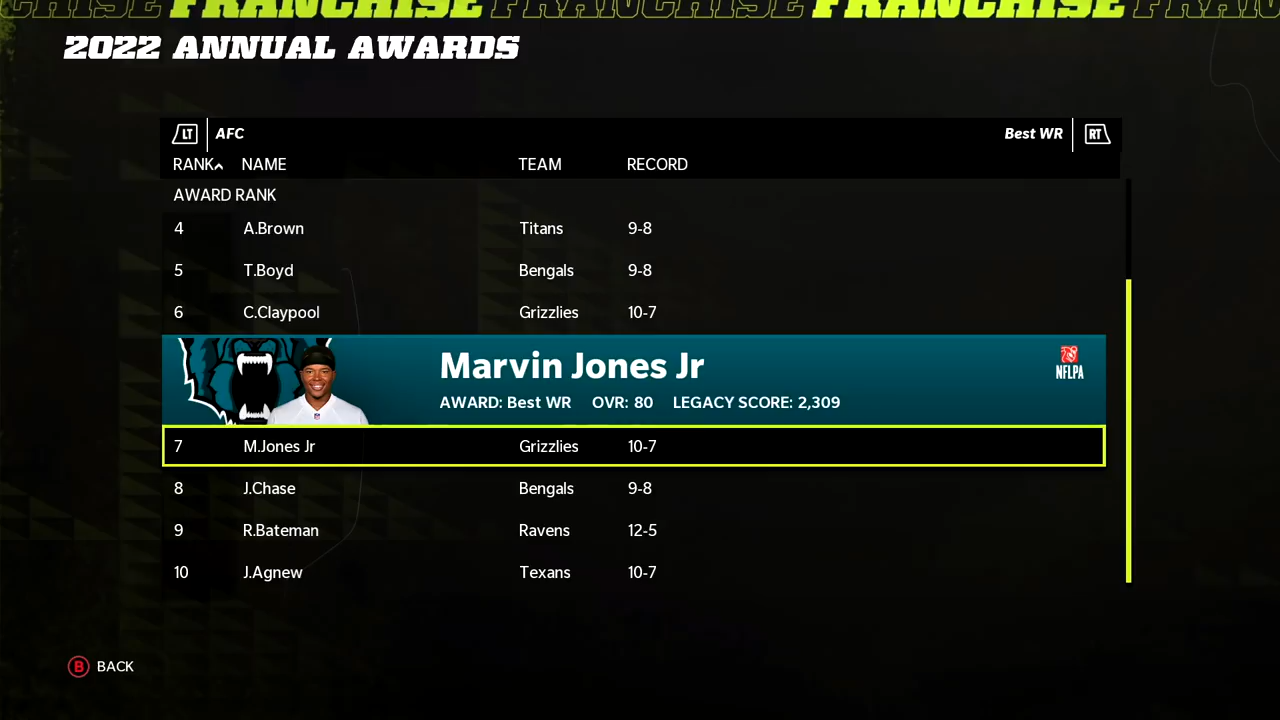 CHISE FRANCHISE FRANCHISE FRANCHISE FRAN
2022 ANNUAL AWARDS
LT AFC Best WR RT
RANK NAME TEAM RECORD
AWARD RANK
4 A.Brown Titans 9-8
5 T.Boyd Bengals 9-8
6 C.Claypool Grizzlies 10-7
Marvin Jones Jr
NFLPA
AWARD: Best WR OVR: 80 LEGACY SCORE: 2,309
7 M.Jones Jr Grizzlies 10-7
8 J.Chase Bengals 9-8
9 R.Bateman Ravens 12-5
10 J.Agnew Texans 10-7
B BACK